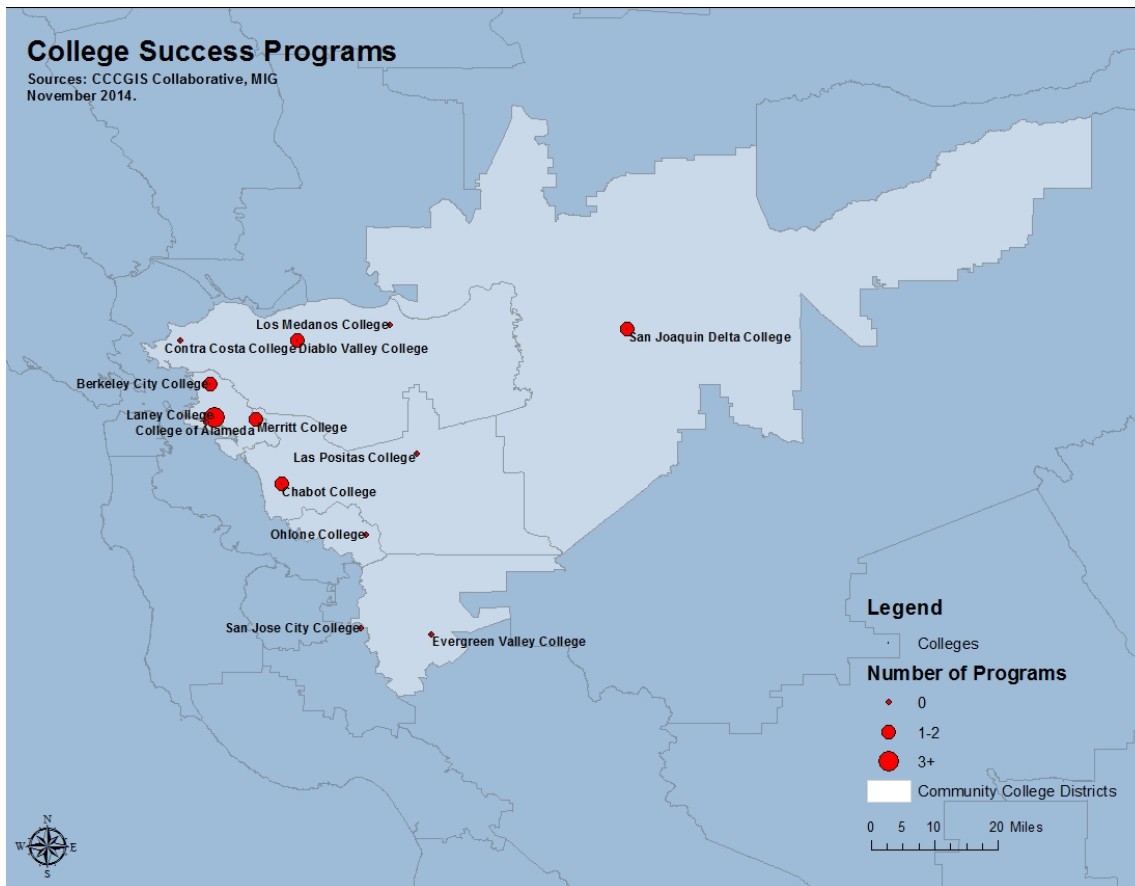 College Success Programs
Sources: CCCGIS Collaborative, MIG
November 2014.
Los Medanos College
San Joaquin Delta College
Contra Costa College Diablo Valley College
Berkeley City College
Laney College
College of Alameda
Merritt College
Las Positas College
Chabot College
Ohlone College
San Jose City College
Evergreen Valley College
Legend
Colleges
Number of Programs
0
1-2
3+
Community College Districts
0 5 10 20 Miles
N
W E
S